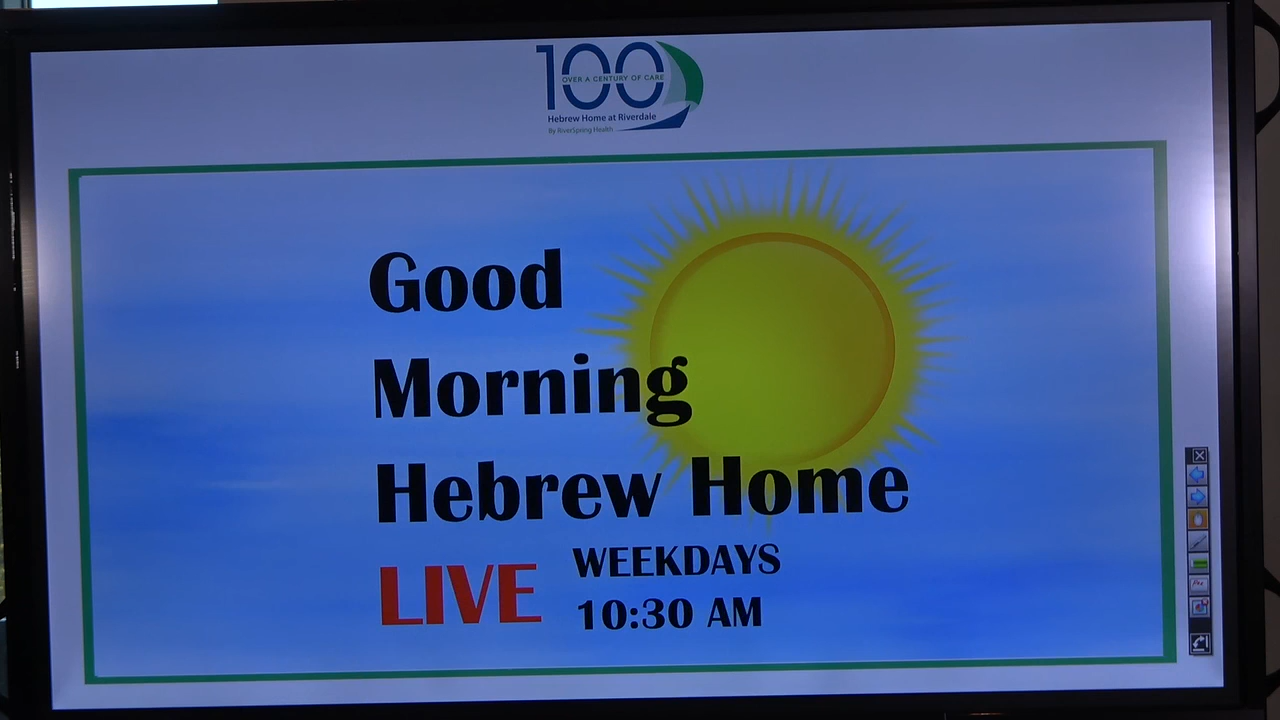 100
OVER A CENTURY OF CARE
Hebrew Home at Riverdale
By RiverSpring Health
Good
Morning
Hebrew Home
LIVE
WEEKDAYS
10:30 AM